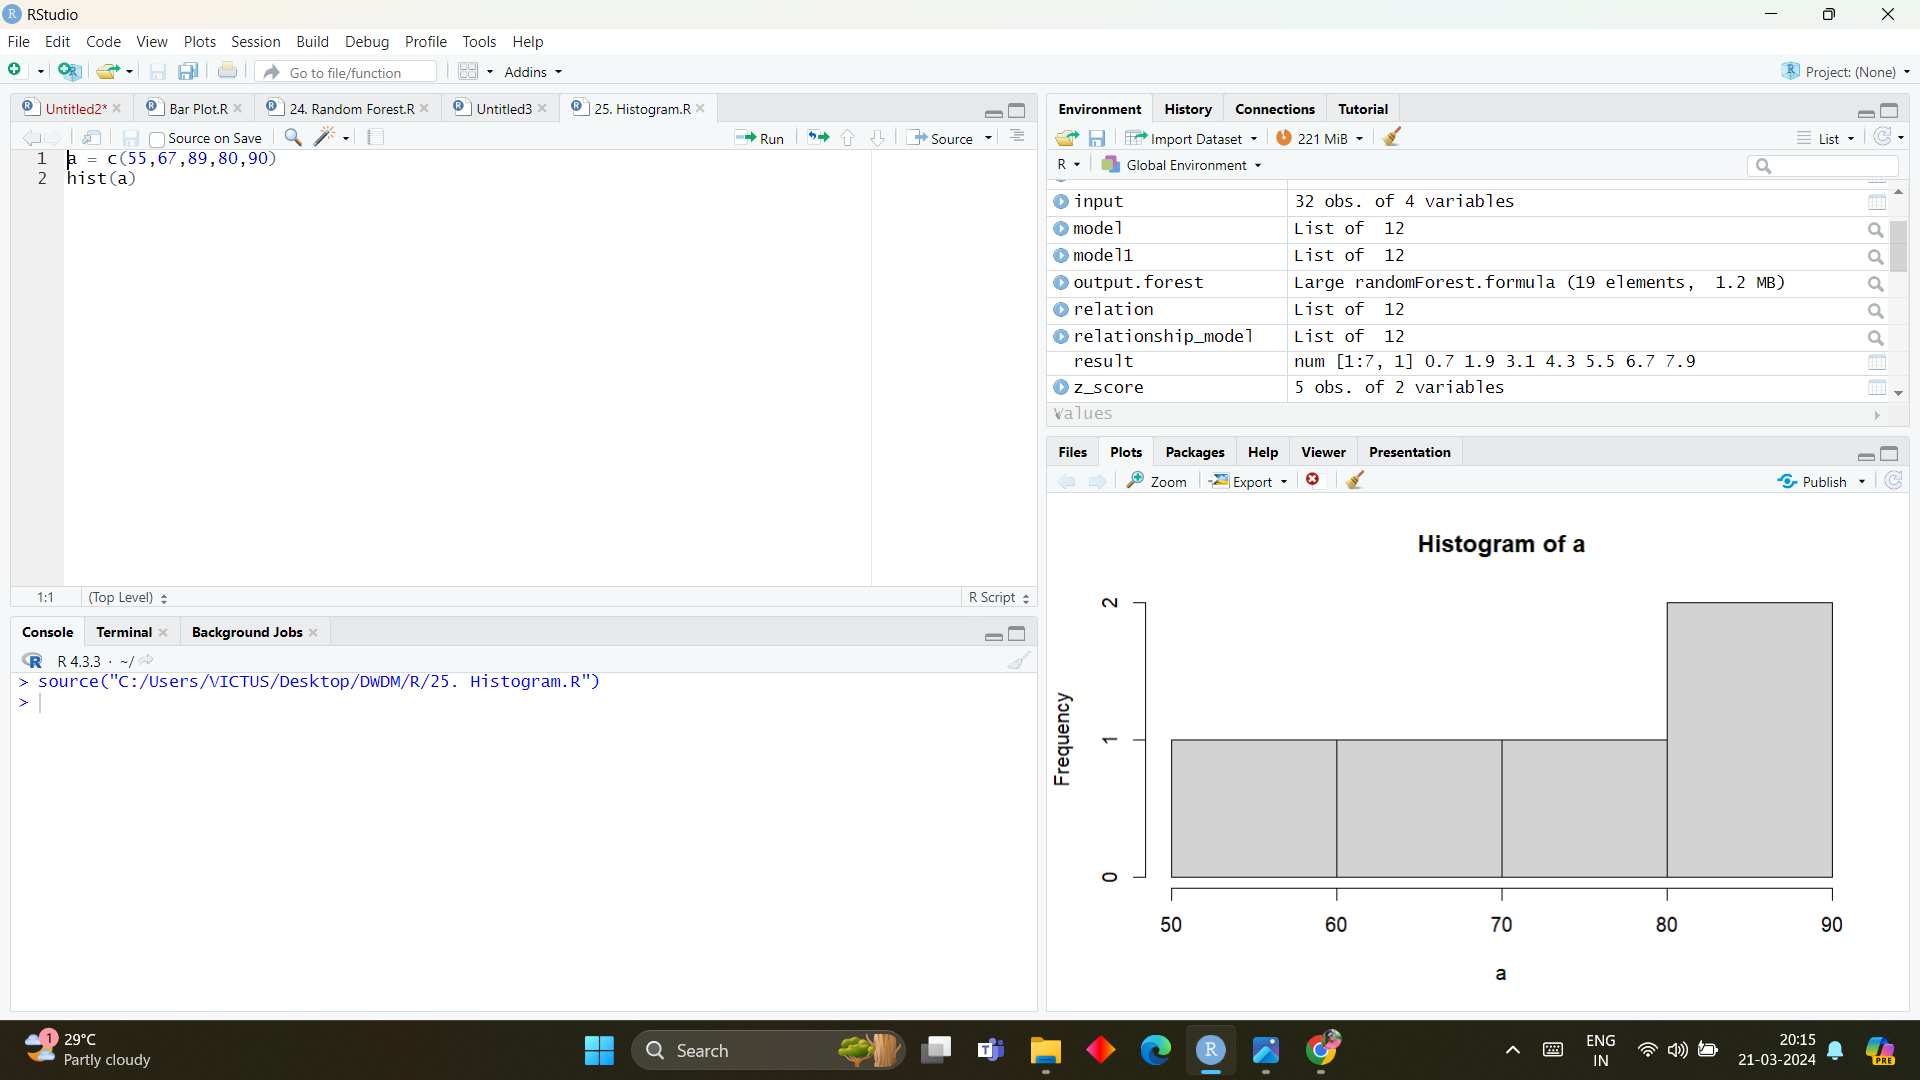 RStudio
File Edit Code View Plots Session Build Debug Profile Tools Help
Go to file/function Addins Project: (None)
Untitled2* Bar Plot.R 24. Random Forest.R Untitled3 25. Histogram.R
Source on Save Run Source
1 a = c(55,67,89,80,90)
2 hist(a)
1:1 (Top Level) R Script
Console Terminal Background Jobs
R 4.3.3 · ~/
> source("C:/Users/VICTUS/Desktop/DWDM/R/25. Histogram.R")
>
Environment History Connections Tutorial
Import Dataset 221 MiB List
R Global Environment
input 32 obs. of 4 variables
model List of 12
model1 List of 12
output.forest Large randomForest.formula (19 elements, 1.2 MB)
relation List of 12
relationship_model List of 12
result num [1:7, 1] 0.7 1.9 3.1 4.3 5.5 6.7 7.9
z_score 5 obs. of 2 variables
Values
Files Plots Packages Help Viewer Presentation
Zoom Export Publish
Histogram of a
Frequency
2
1
0
50 60 70 80 90
a
1 29°C
Partly cloudy
Search
ENG
IN
20:15
21-03-2024
PRE